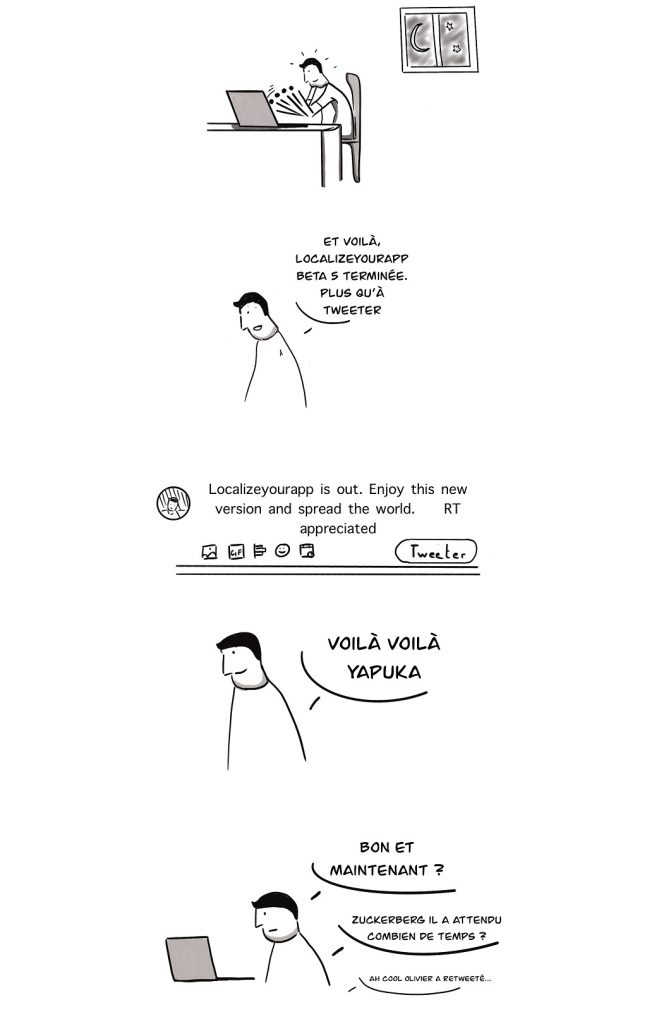 ET VOILÀ,
LOCALIZEYOURAPP
BETA 5 TERMINÉE.
PLUS QU'À
TWEETER
Localizeyourapp is out. Enjoy this new
version and spread the world. RT
appreciated
GIF
Tweeter
VOILÀ VOILÀ
YAPUKA
BON ET
MAINTENANT ?
ZUCKERBERG IL A ATTENDU
COMBIEN DE TEMPS ?
AH COOL OLIVIER A RETWEETÉ...